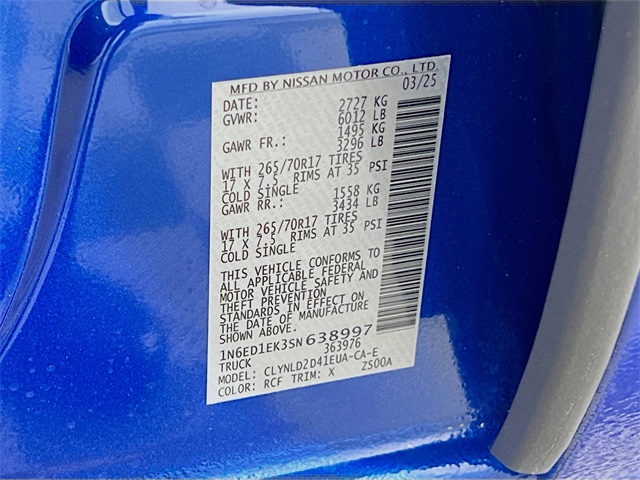 MFD BY NISSAN MOTOR CO., LTD.
DATE: 03/25
GVWR: 2727 KG
6012 LB
GAWR FR.: 1495 KG
3296 LB
WITH 265/70R17 TIRES
17 X 7.5 RIMS AT 35 PSI
COLD SINGLE
GAWR RR.: 1558 KG
3434 LB
WITH 265/70R17 TIRES
17 X 7.5 RIMS AT 35 PSI
COLD SINGLE
THIS VEHICLE CONFORMS TO
ALL APPLICABLE FEDERAL
MOTOR VEHICLE SAFETY AND
THEFT PREVENTION
STANDARDS IN EFFECT ON
THE DATE OF MANUFACTURE
SHOWN ABOVE.
1N6ED1EK3SN638997
TRUCK 363976
MODEL: CLYNLD2D41EUA-CA-E
COLOR: RCF TRIM: X ZS00A